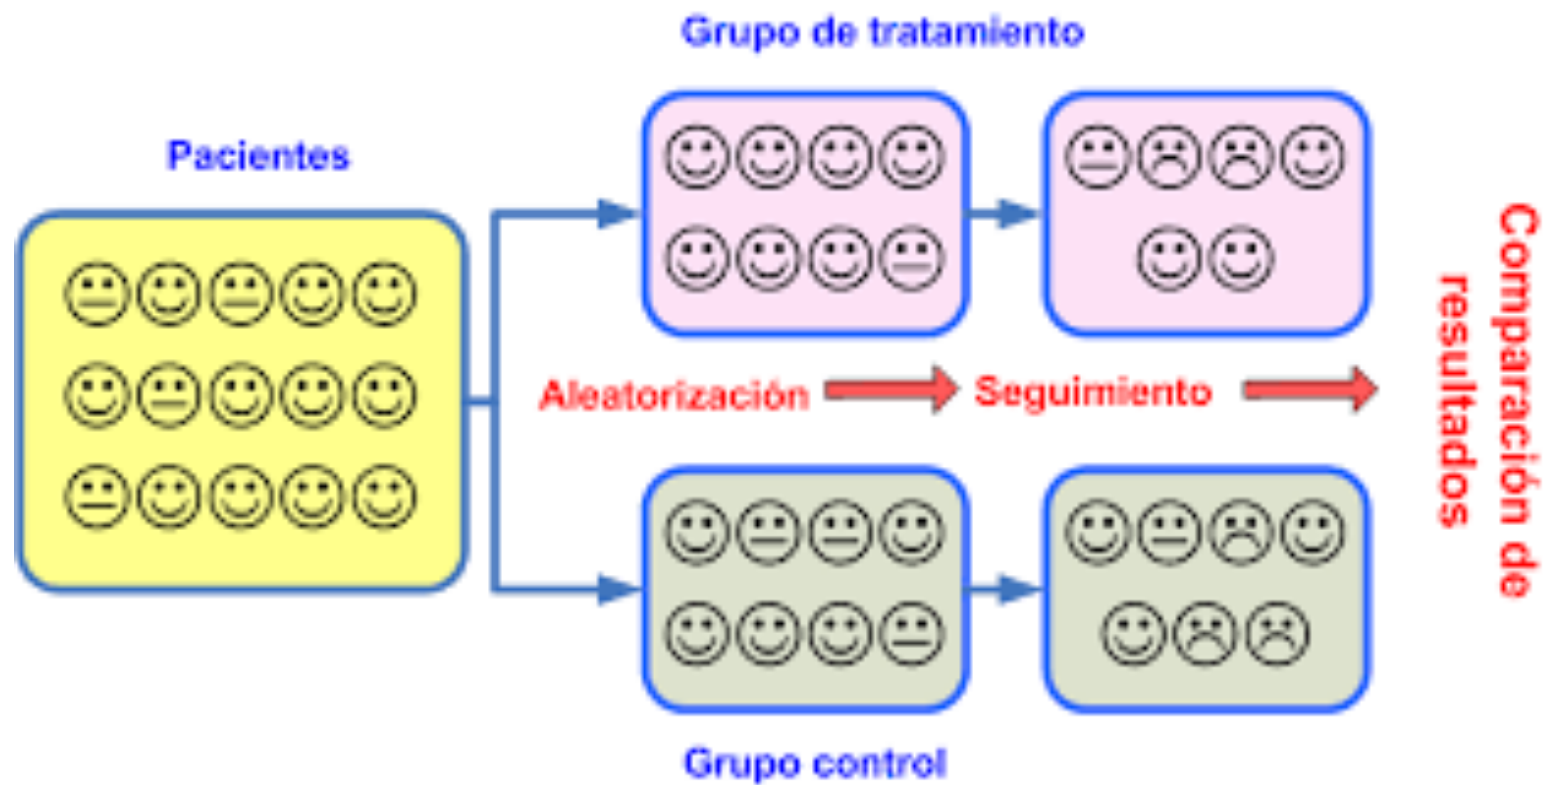 Grupo de tratamiento
Pacientes
Aleatorización
Seguimiento
Comparación de
resultados
Grupo control